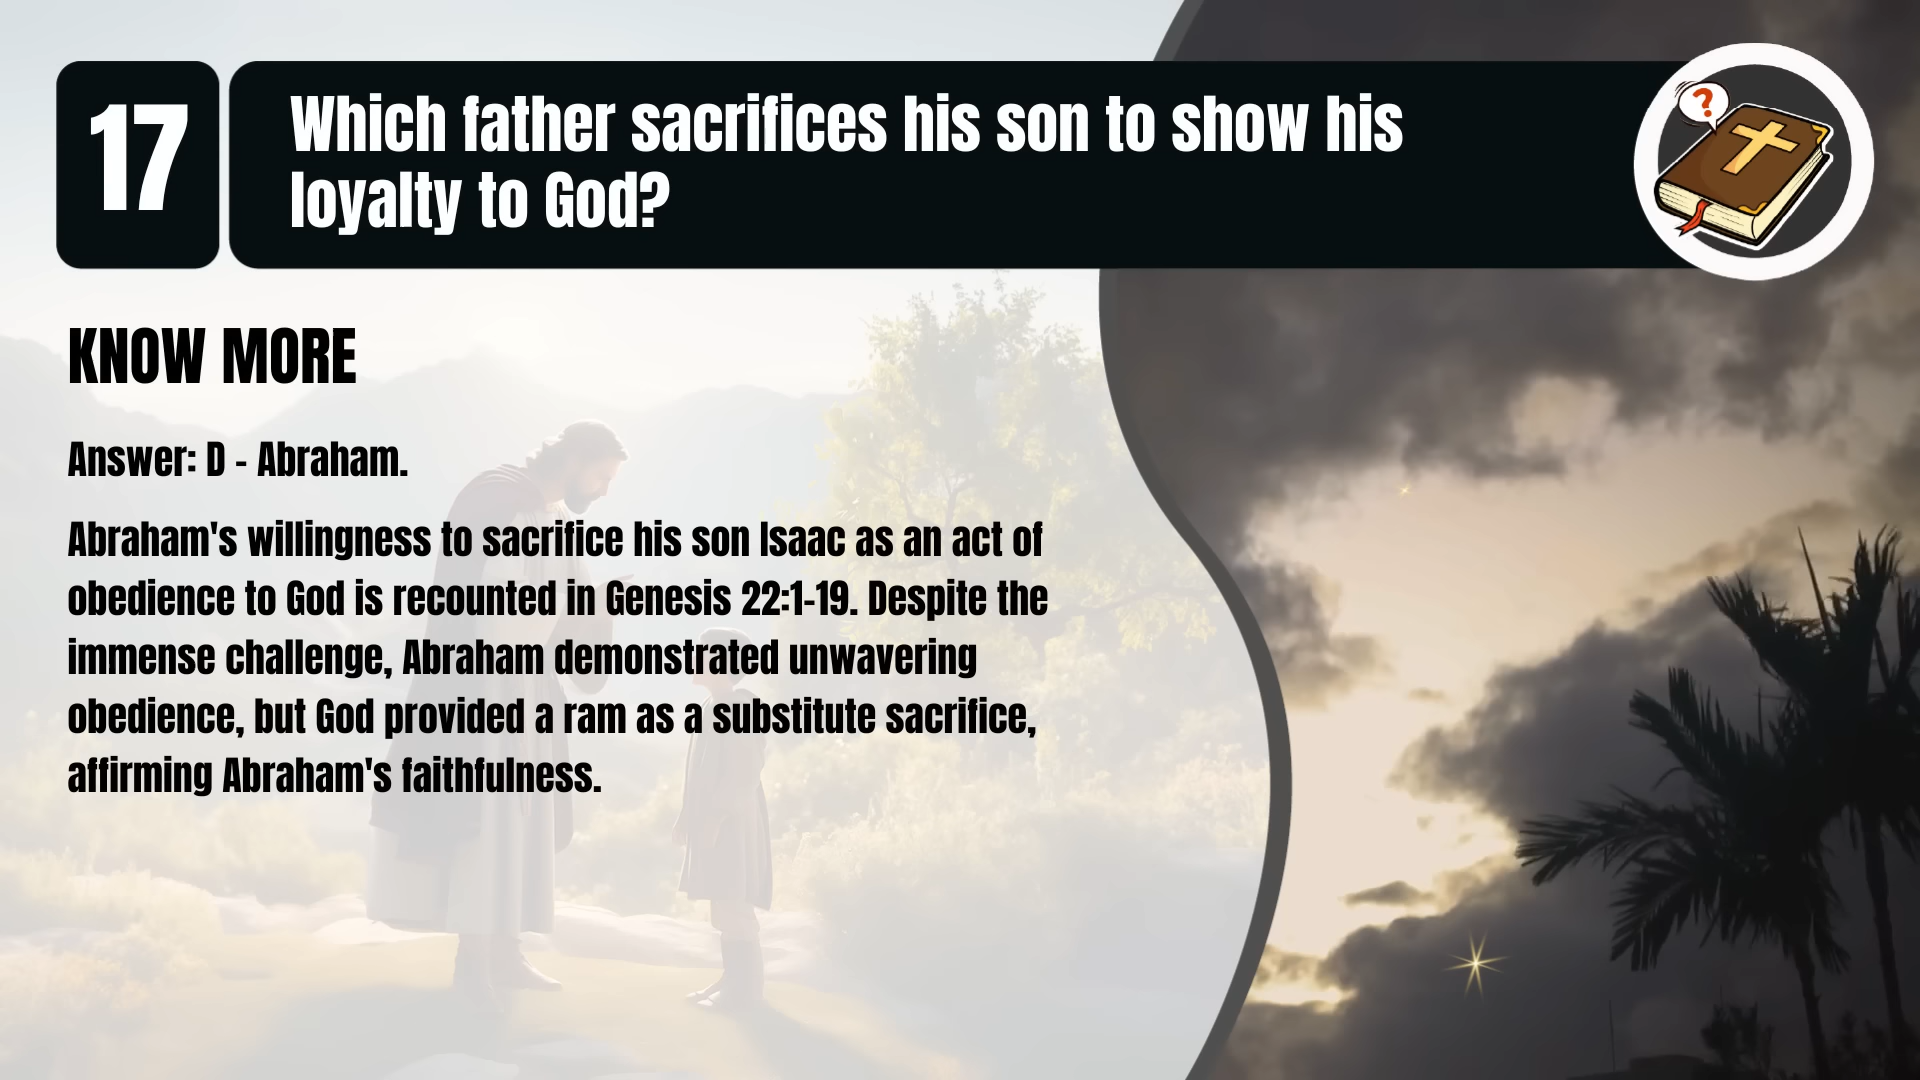 17
Which father sacrifices his son to show his
loyalty to God?
?
KNOW MORE
Answer: D - Abraham.
Abraham's willingness to sacrifice his son Isaac as an act of
obedience to God is recounted in Genesis 22:1-19. Despite the
immense challenge, Abraham demonstrated unwavering
obedience, but God provided a ram as a substitute sacrifice,
affirming Abraham's faithfulness.